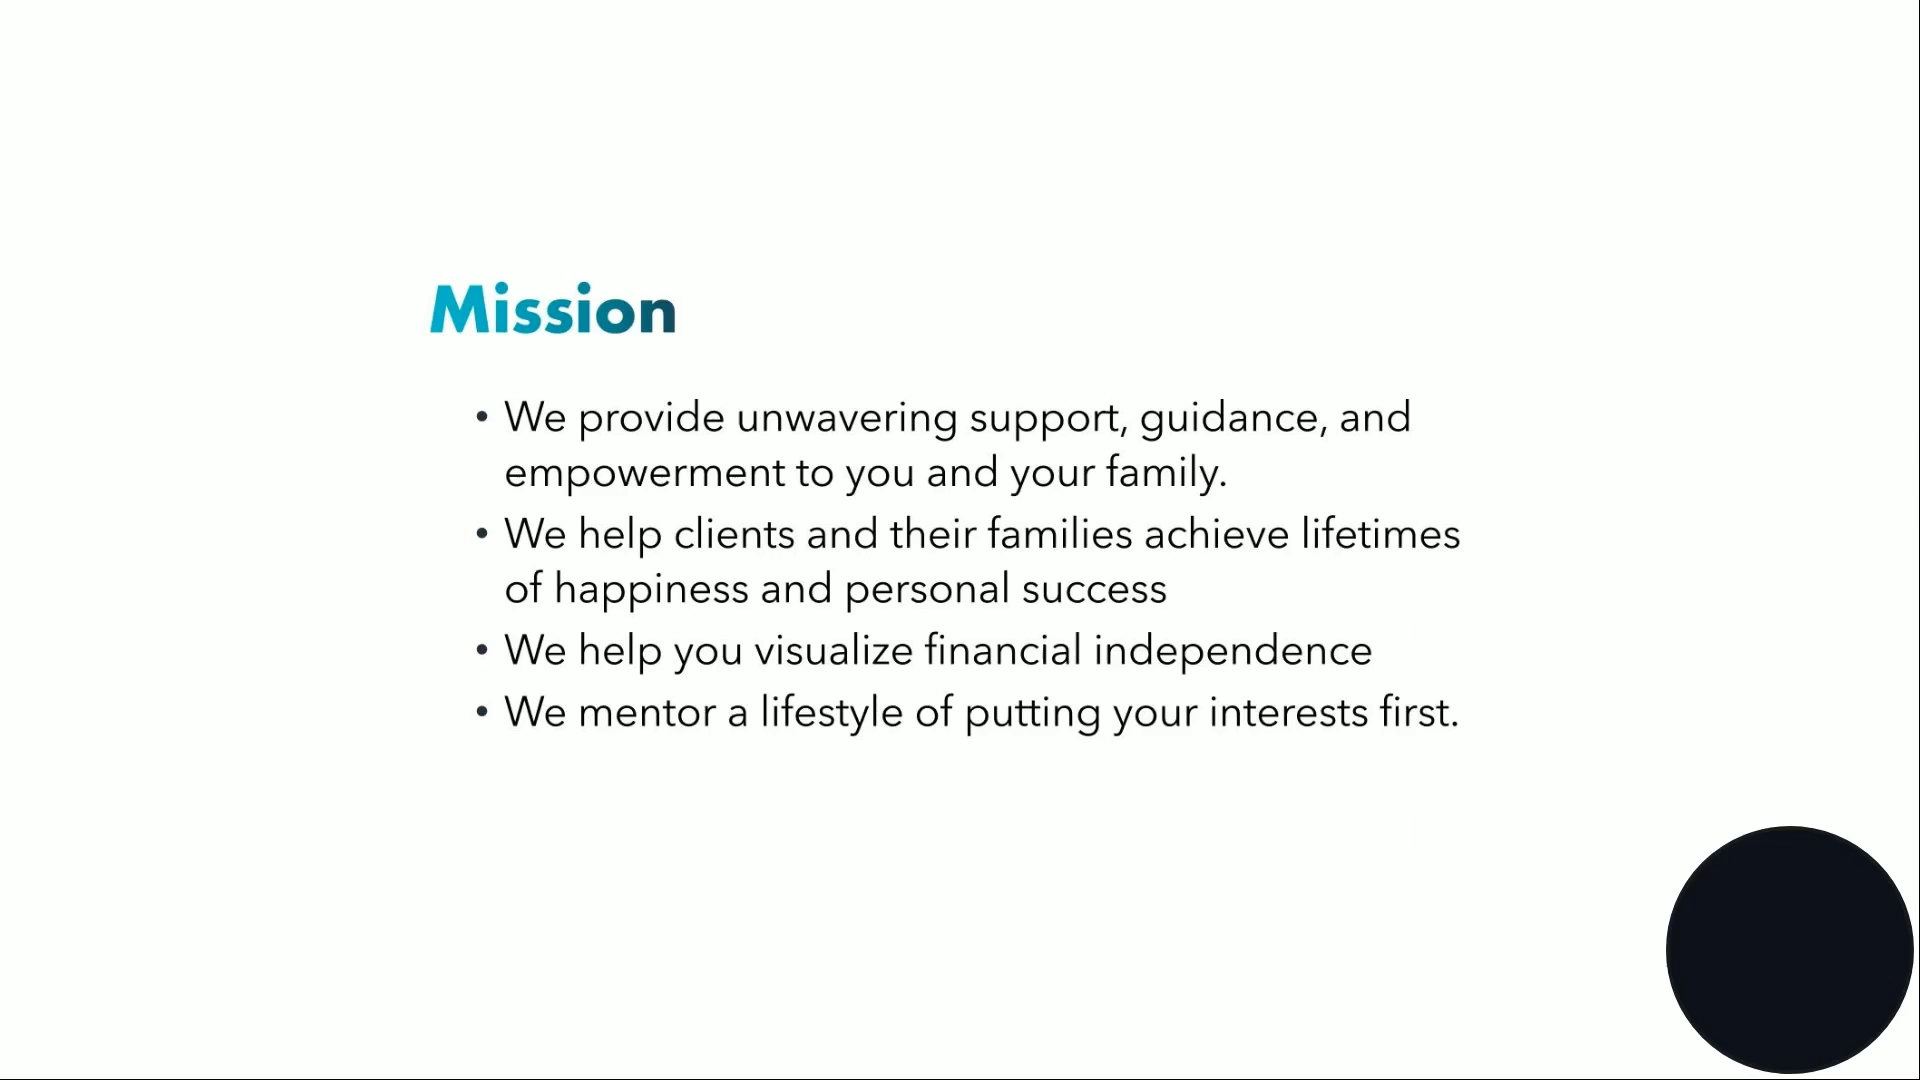 Mission
• We provide unwavering support, guidance, and
empowerment to you and your family.
• We help clients and their families achieve lifetimes
of happiness and personal success
• We help you visualize financial independence
• We mentor a lifestyle of putting your interests first.